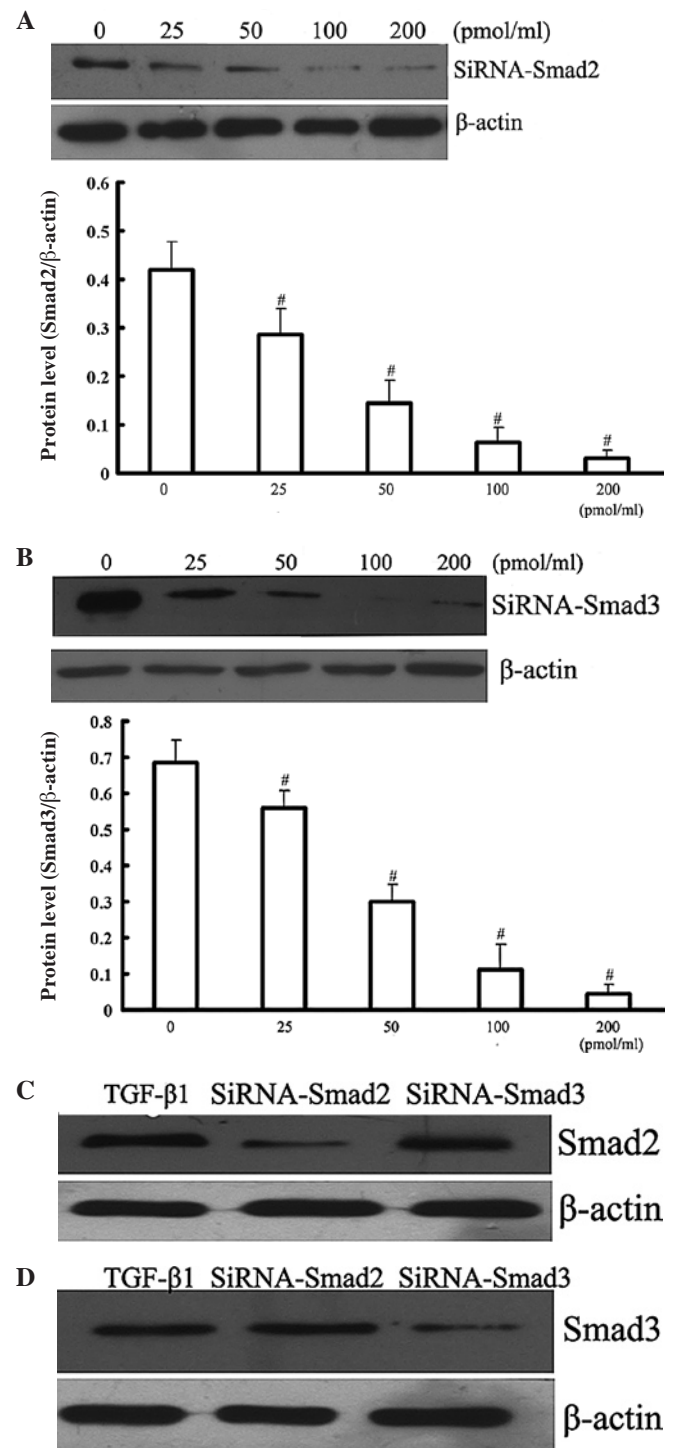 A
0 25 50 100 200 (pmol/ml)
SiRNA-Smad2
β-actin
Protein level (Smad2/β-actin)
0.6
0.5
0.4
0.3
0.2
0.1
0
# # # #
0 25 50 100 200
(pmol/ml)
B
0 25 50 100 200 (pmol/ml)
SiRNA-Smad3
β-actin
Protein level (Smad3/β-actin)
0.8
0.7
0.6
0.5
0.4
0.3
0.2
0.1
0
# # # #
0 25 50 100 200
(pmol/ml)
C
TGF-β1 SiRNA-Smad2 SiRNA-Smad3
Smad2
β-actin
D
TGF-β1 SiRNA-Smad2 SiRNA-Smad3
Smad3
β-actin